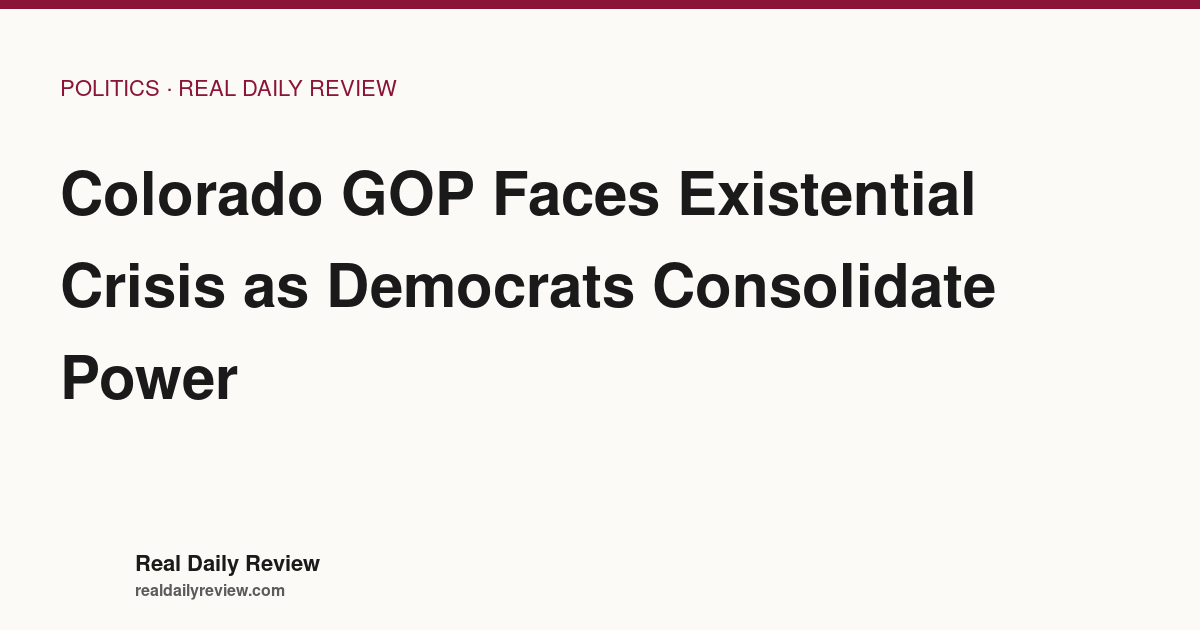 POLITICS · REAL DAILY REVIEW
Colorado GOP Faces Existential
Crisis as Democrats Consolidate
Power
Real Daily Review
realdailyreview.com